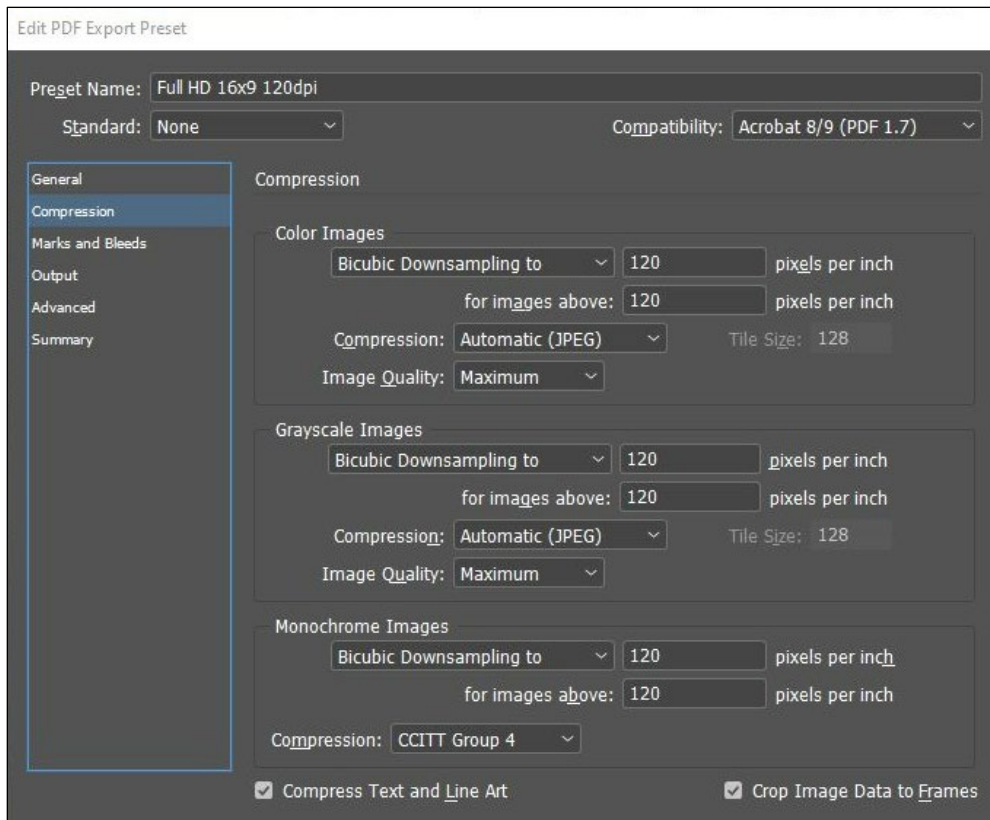 Edit PDF Export Preset
Preset Name: Full HD 16x9 120dpi
Standard: None Compatibility: Acrobat 8/9 (PDF 1.7)
General
Compression
Marks and Bleeds
Output
Advanced
Summary
Compression
Color Images
Bicubic Downsampling to 120 pixels per inch
for images above: 120 pixels per inch
Compression: Automatic (JPEG) Tile Size: 128
Image Quality: Maximum
Grayscale Images
Bicubic Downsampling to 120 pixels per inch
for images above: 120 pixels per inch
Compression: Automatic (JPEG) Tile Size: 128
Image Quality: Maximum
Monochrome Images
Bicubic Downsampling to 120 pixels per inch
for images above: 120 pixels per inch
Compression: CCITT Group 4
Compress Text and Line Art Crop Image Data to Frames